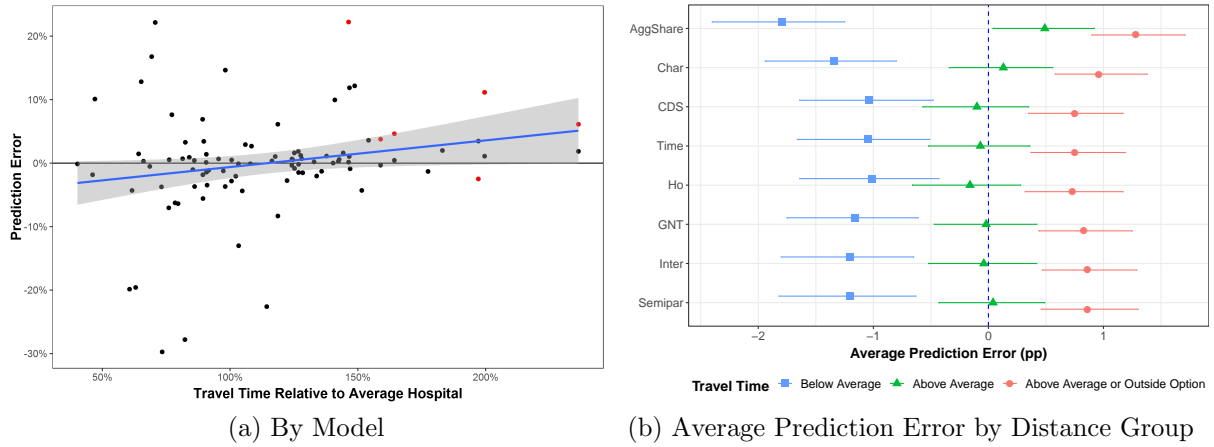 20%
10%
0%
-10%
-20%
-30%
Prediction Error
50%
100%
150%
200%
Travel Time Relative to Average Hospital
(a) By Model
AggShare
Char
CDS
Time
Ho
GNT
Inter
Semipar
-2
-1
0
1
Average Prediction Error (pp)
Travel Time Below Average Above Average Above Average or Outside Option
(b) Average Prediction Error by Distance Group